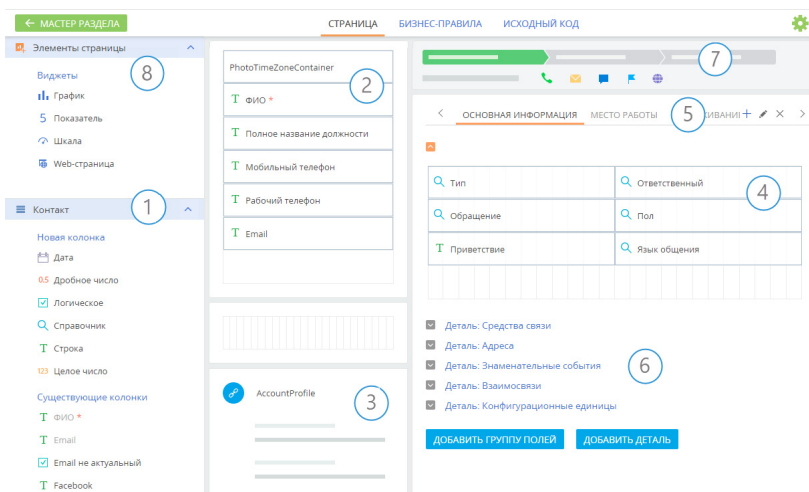 ← МАСТЕР РАЗДЕЛА
СТРАНИЦА
БИЗНЕС-ПРАВИЛА
ИСХОДНЫЙ КОД
Элементы страницы
8
Виджеты
График
5 Показатель
Шкала
Web-страница
1
Контакт
Новая колонка
Дата
0.5 Дробное число
Логическое
Справочник
T Строка
123 Целое число
Существующие колонки
T ФИО *
T Email
Email не актуальный
T Facebook
PhotoTimeZoneContainer
2
T ФИО *
T Полное название должности
T Мобильный телефон
T Рабочий телефон
T Email
AccountProfile
3
7
ОСНОВНАЯ ИНФОРМАЦИЯ
МЕСТО РАБОТЫ
5
Тип
Ответственный
4
Обращение
Пол
T Приветствие
Язык общения
Деталь: Средства связи
Деталь: Адреса
Деталь: Знаменательные события
6
Деталь: Взаимосвязи
Деталь: Конфигурационные единицы
ДОБАВИТЬ ГРУППУ ПОЛЕЙ
ДОБАВИТЬ ДЕТАЛЬ